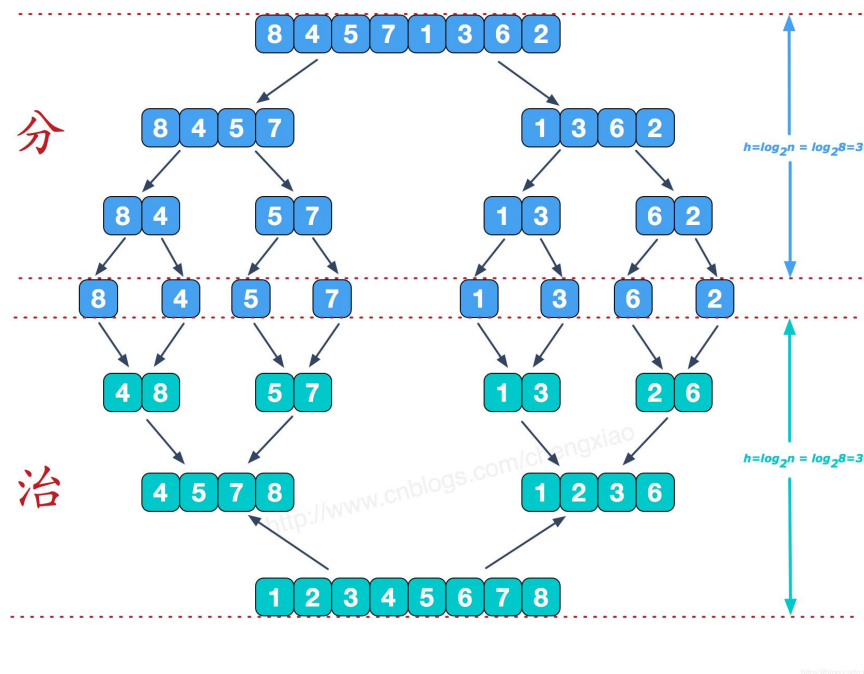 8 4 5 7 1 3 6 2
分
8 4 5 7
1 3 6 2
h=log2n = log28=3
8 4
5 7
1 3
6 2
8
4
5
7
1
3
6
2
4 8
5 7
1 3
2 6
h=log2n = log28=3
治
4 5 7 8
1 2 3 6
http://www.cnblogs.com/chengxiao
1 2 3 4 5 6 7 8